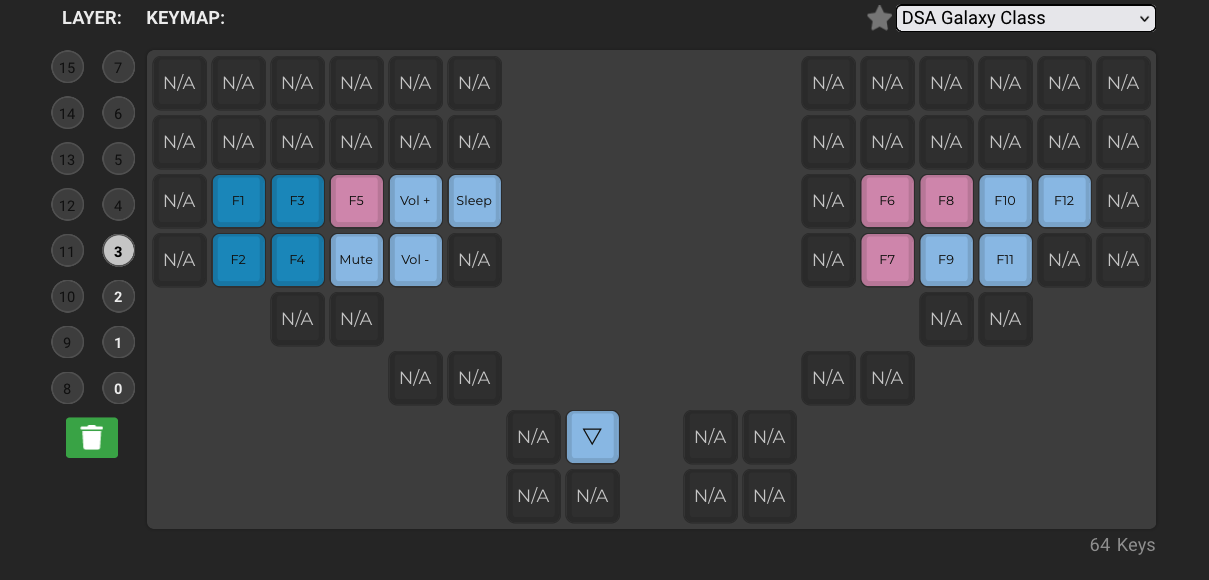 LAYER: KEYMAP: DSA Galaxy Class
15 7 N/A N/A N/A N/A N/A N/A N/A N/A N/A N/A N/A N/A
14 6 N/A N/A N/A N/A N/A N/A N/A N/A N/A N/A N/A N/A
13 5
12 4 N/A F1 F3 F5 Vol + Sleep N/A F6 F8 F10 F12 N/A
11 3 N/A F2 F4 Mute Vol - N/A N/A F7 F9 F11 N/A N/A
10 2 N/A N/A N/A N/A
9 1
8 0 N/A N/A N/A N/A
N/A ▽ N/A N/A
N/A N/A N/A N/A
64 Keys